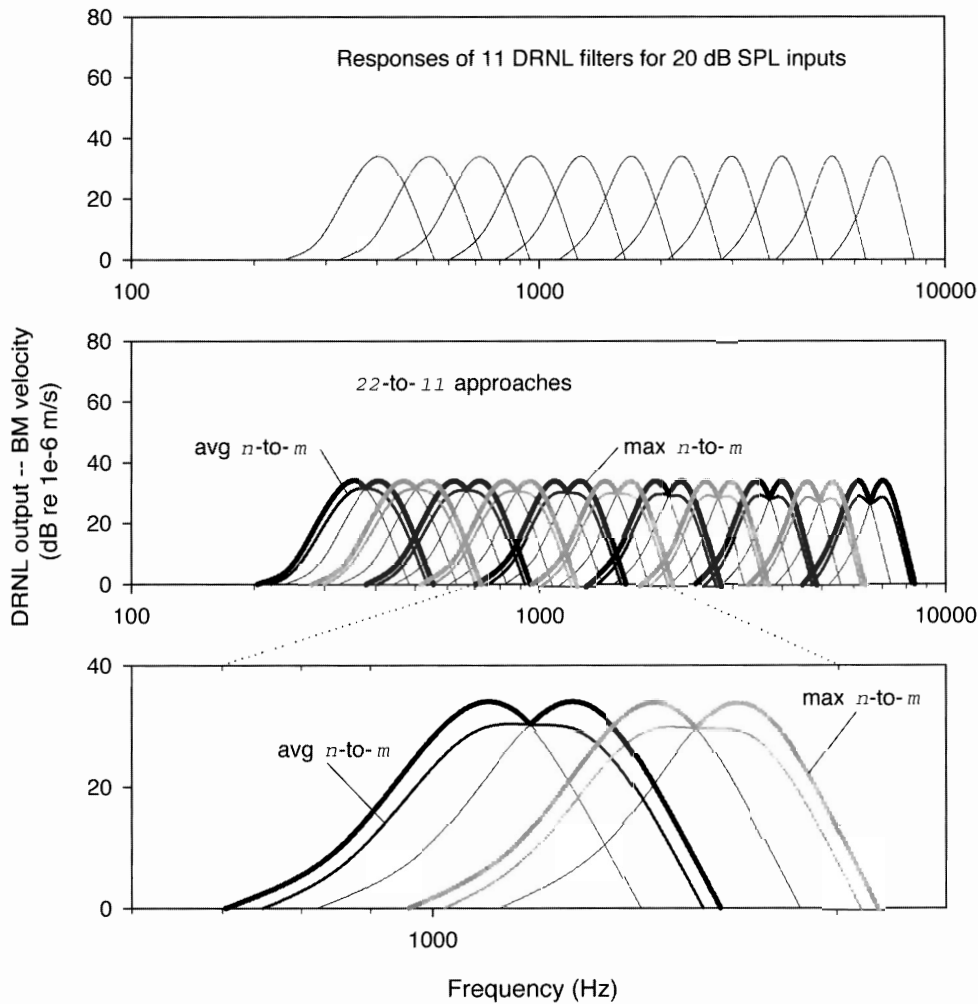 80
Responses of 11 DRNL filters for 20 dB SPL inputs
60
40
20
0
100 1000 10000
80
22-to-11 approaches
60
avg n-to-m max n-to-m
40
20
0
100 1000 10000
DRNL output -- BM velocity
(dB re 1e-6 m/s)
40
max n-to-m
avg n-to-m
20
0
1000
Frequency (Hz)